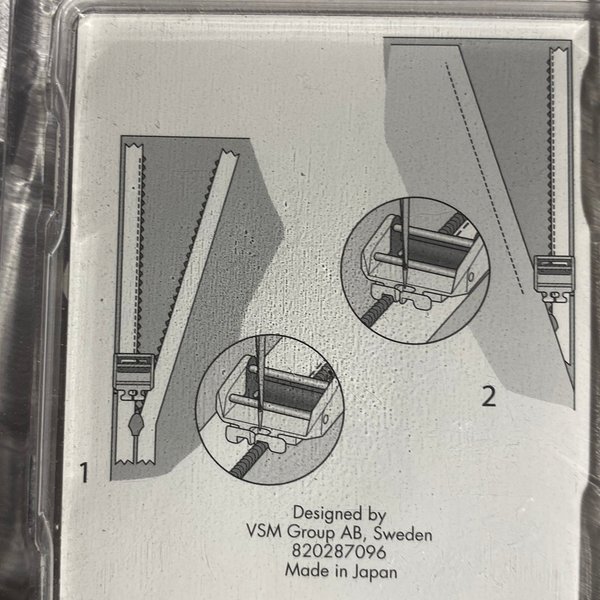 1
2
Designed by
VSM Group AB, Sweden
820287096
Made in Japan